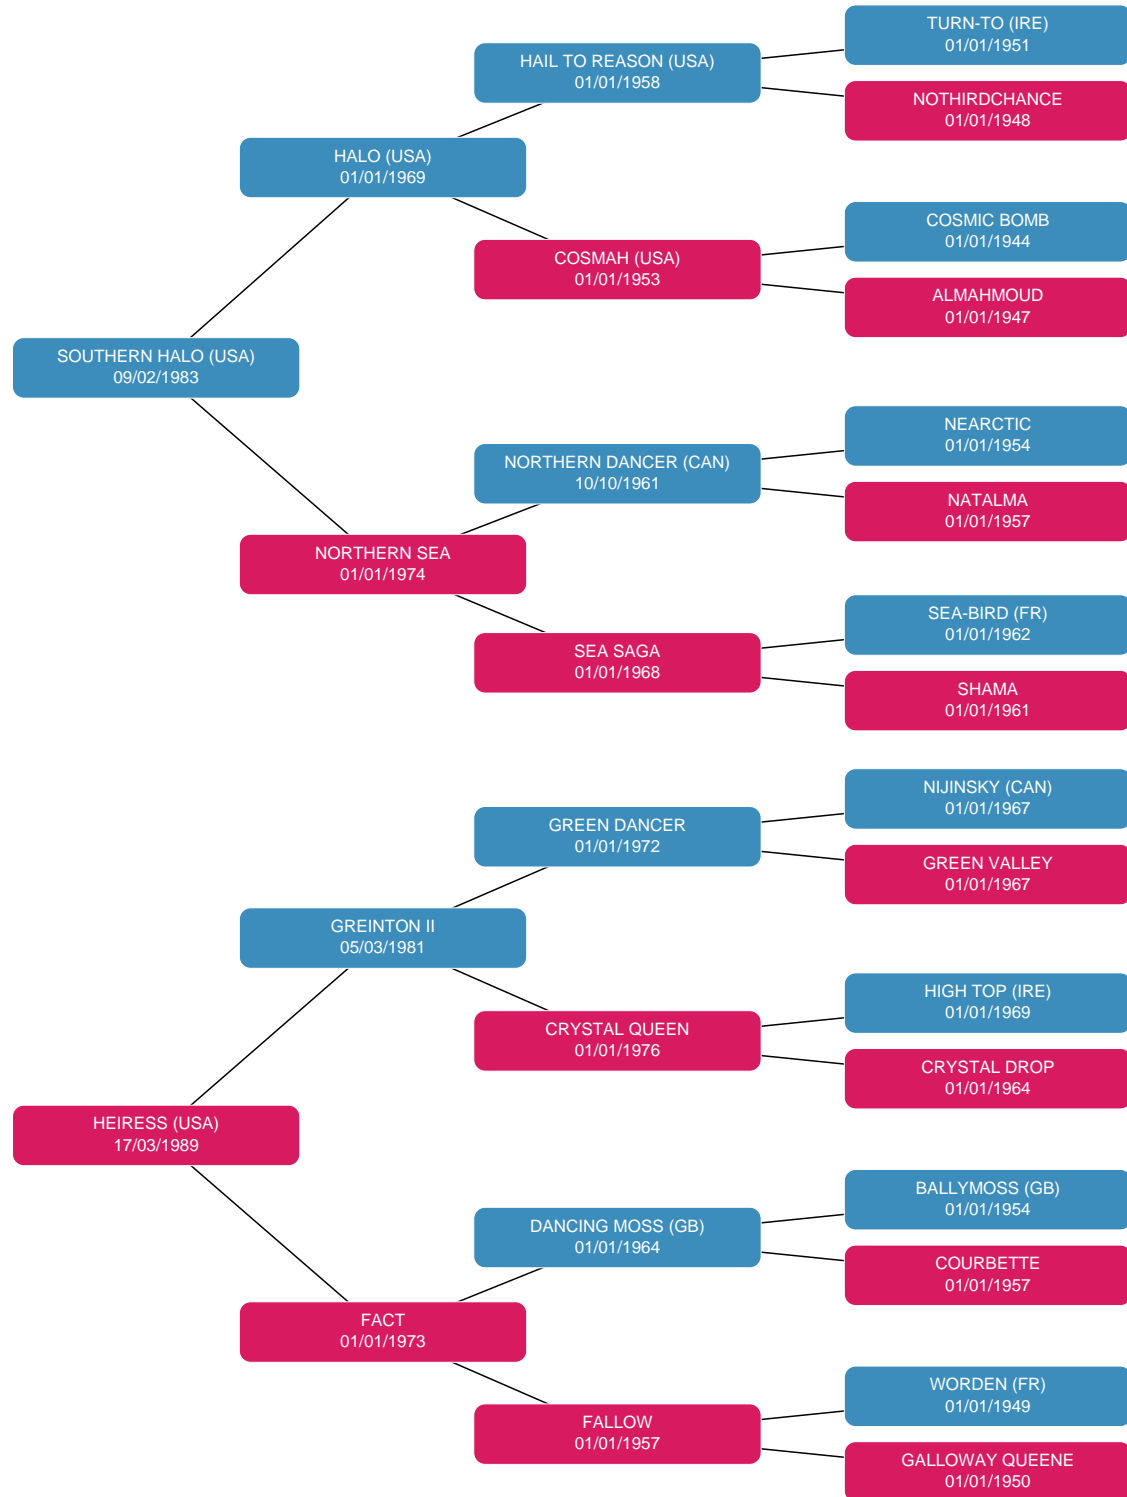 TURN-TO (IRE)
01/01/1951
HAIL TO REASON (USA)
01/01/1958
NOTHIRDCHANCE
01/01/1948
HALO (USA)
01/01/1969
COSMIC BOMB
01/01/1944
COSMAH (USA)
01/01/1953
ALMAHMOUD
01/01/1947
SOUTHERN HALO (USA)
09/02/1983
NEARCTIC
01/01/1954
NORTHERN DANCER (CAN)
10/10/1961
NATALMA
01/01/1957
NORTHERN SEA
01/01/1974
SEA-BIRD (FR)
01/01/1962
SEA SAGA
01/01/1968
SHAMA
01/01/1961
NIJINSKY (CAN)
01/01/1967
GREEN DANCER
01/01/1972
GREEN VALLEY
01/01/1967
GREINTON II
05/03/1981
HIGH TOP (IRE)
01/01/1969
CRYSTAL QUEEN
01/01/1976
CRYSTAL DROP
01/01/1964
HEIRESS (USA)
17/03/1989
BALLYMOSS (GB)
01/01/1954
DANCING MOSS (GB)
01/01/1964
COURBETTE
01/01/1957
FACT
01/01/1973
WORDEN (FR)
01/01/1949
FALLOW
01/01/1957
GALLOWAY QUEENE
01/01/1950